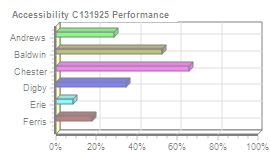 Accessibility C131925 Performance
Andrews
Baldwin
Chester
Digby
Erie
Ferris
0% 20% 40% 60% 80% 100%